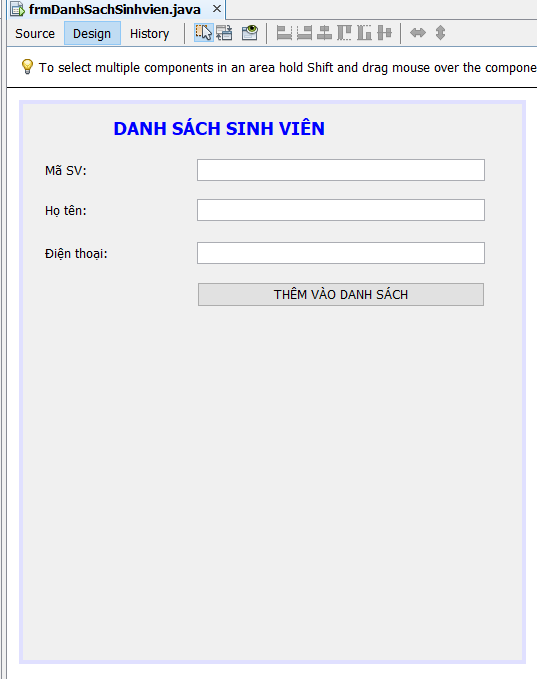 frmDanhSachSinhvien.java ×
Source Design History
To select multiple components in an area hold Shift and drag mouse over the compone
DANH SÁCH SINH VIÊN
Mã SV:
Họ tên:
Điện thoại:
THÊM VÀO DANH SÁCH